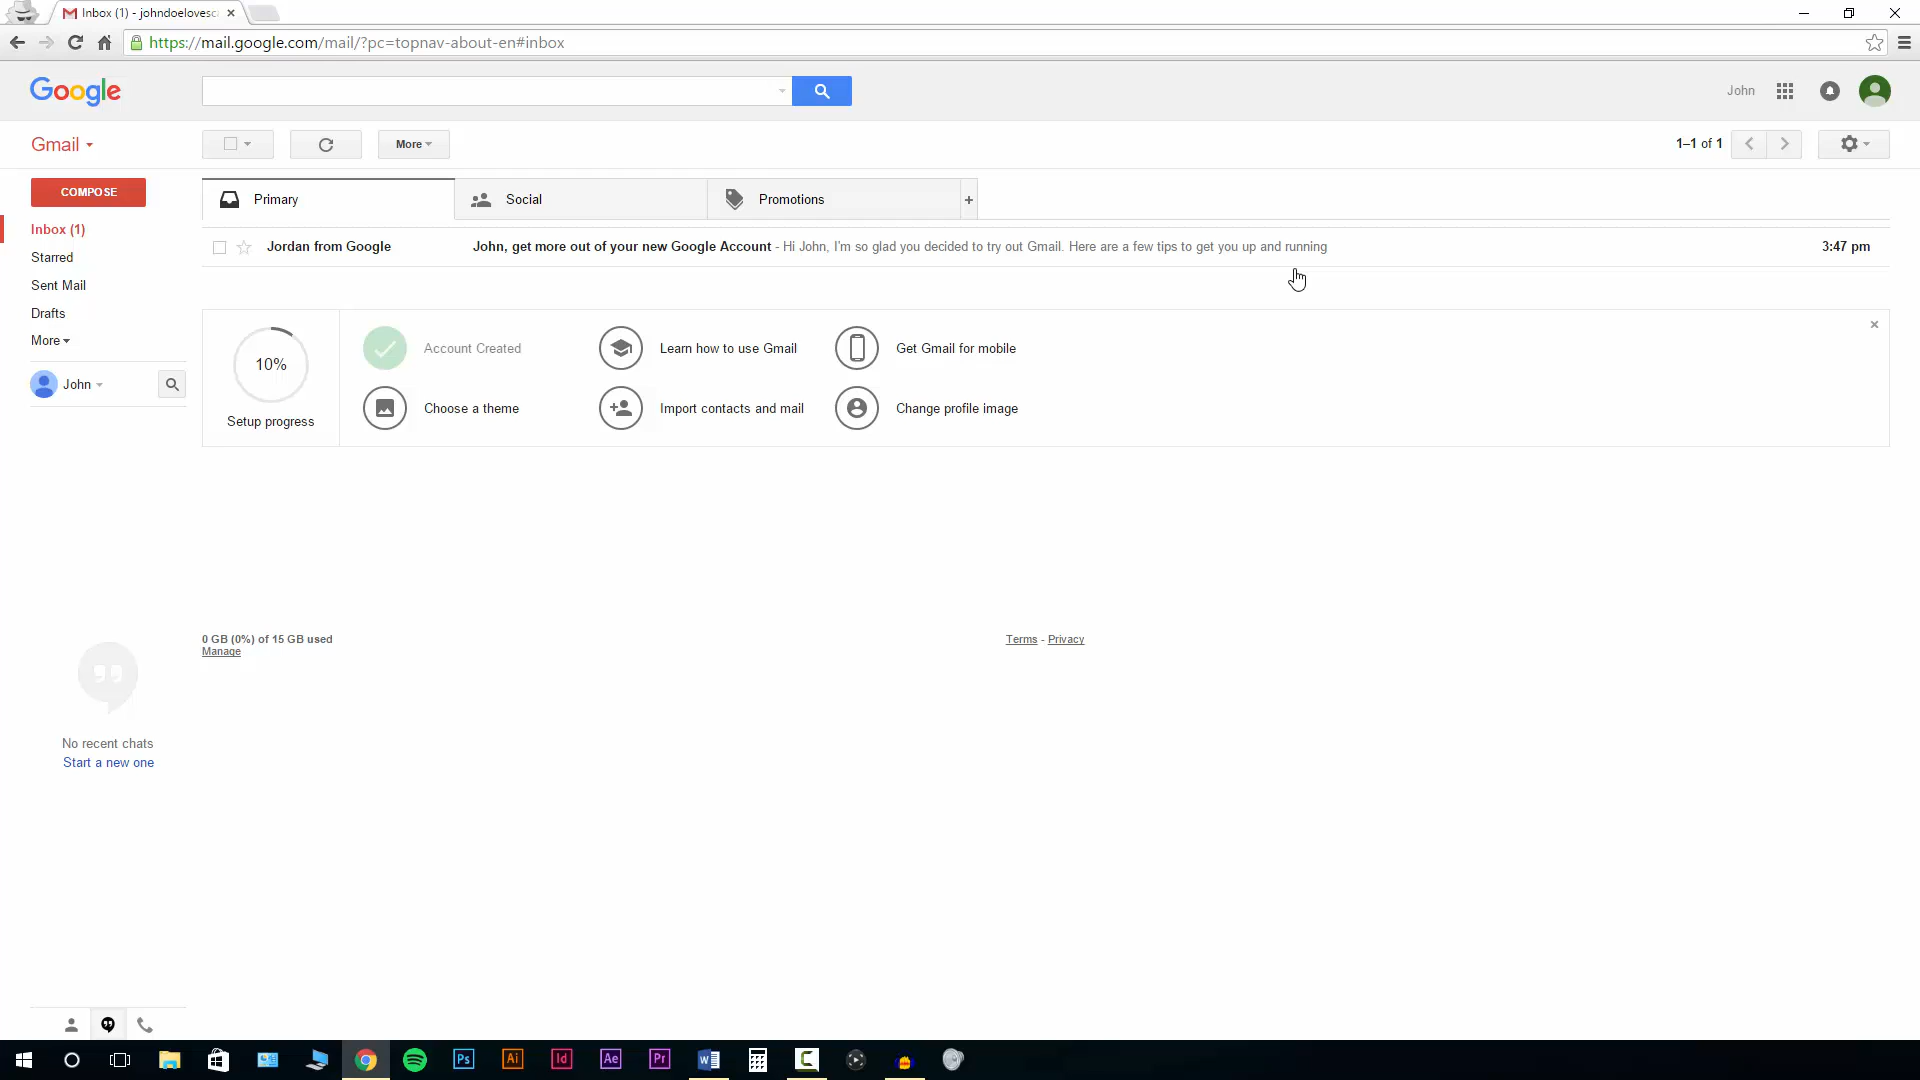 Inbox (1) - johndoelovesc
https://mail.google.com/mail/?pc=topnav-about-en#inbox
Google
John
Gmail
More
1–1 of 1
COMPOSE
Primary
Social
Promotions
+
Inbox (1)
Starred
Sent Mail
Drafts
More
John
Jordan from Google
John, get more out of your new Google Account - Hi John, I'm so glad you decided to try out Gmail. Here are a few tips to get you up and running
3:47 pm
10%
Setup progress
Account Created
Learn how to use Gmail
Get Gmail for mobile
Choose a theme
Import contacts and mail
Change profile image
0 GB (0%) of 15 GB used
Manage
Terms - Privacy
No recent chats
Start a new one
Ps
Ai
Id
Ae
Pr